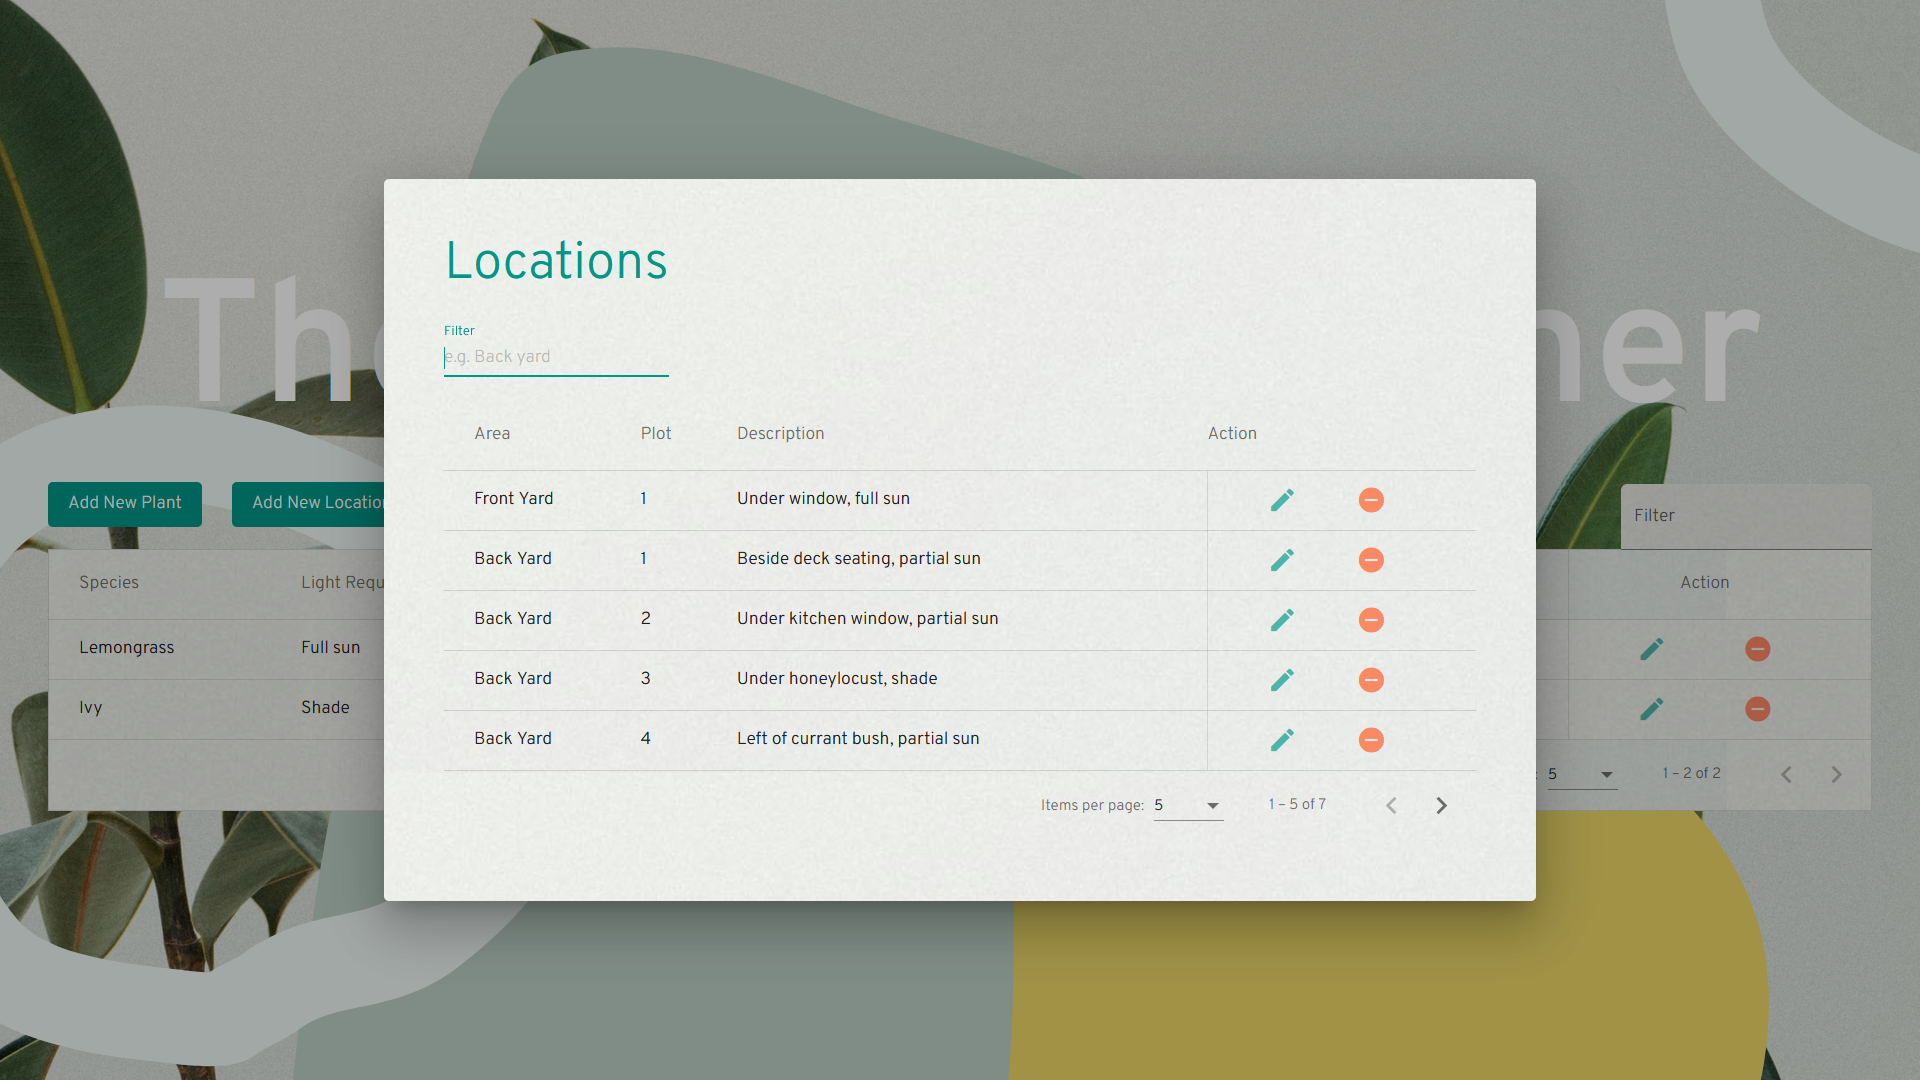 Locations
Filter
e.g. Back yard
Area Plot Description Action
Front Yard 1 Under window, full sun
Back Yard 1 Beside deck seating, partial sun
Back Yard 2 Under kitchen window, partial sun
Back Yard 3 Under honeylocust, shade
Back Yard 4 Left of currant bush, partial sun
Items per page: 5 1 – 5 of 7
Add New Plant Add New Locatio
Filter
Species Light Requ Action
Lemongrass Full sun
Ivy Shade
5 1 – 2 of 2